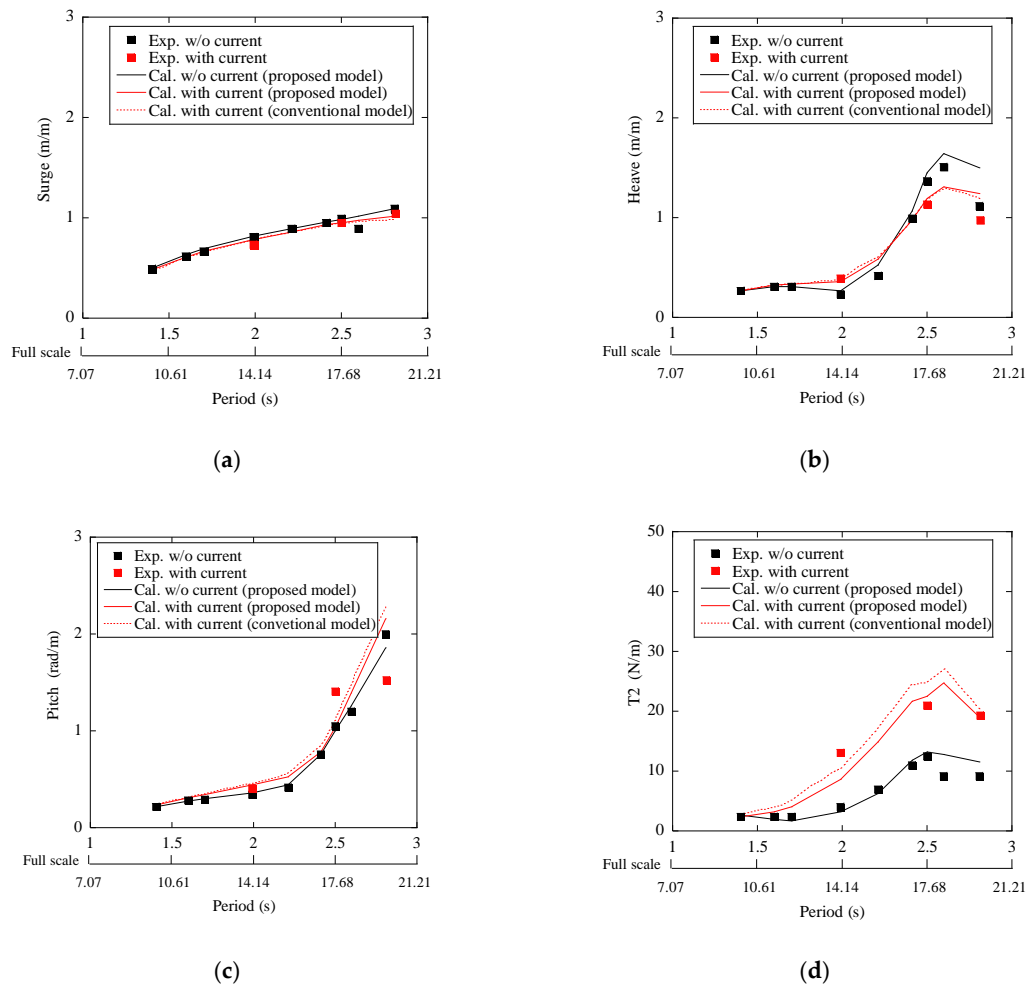 3
Exp. w/o current
Exp. with current
Cal. w/o current (proposed model)
Cal. with current (proposed model)
Cal. with current (conventional model)
2
Surge (m/m)
1
0
1 1.5 2 2.5 3
Full scale
7.07 10.61 14.14 17.68 21.21
Period (s)
(a)
3
Exp. w/o current
Exp. with current
Cal. w/o current (proposed model)
Cal. with current (proposed model)
Cal. with current (conventional model)
2
Heave (m/m)
1
0
1 1.5 2 2.5 3
Full scale
7.07 10.61 14.14 17.68 21.21
Period (s)
(b)
3
Exp. w/o current
Exp. with current
Cal. w/o current (proposed model)
Cal. with current (proposed model)
Cal. with current (convetional model)
2
Pitch (rad/m)
1
0
1 1.5 2 2.5 3
Full scale
7.07 10.61 14.14 17.68 21.21
Period (s)
(c)
50
Exp. w/o current
Exp. with current
Cal. w/o current (proposed model)
Cal. with current (proposed model)
Cal. with current (conventional model)
40
30
T2 (N/m)
20
10
0
1 1.5 2 2.5 3
Full scale
7.07 10.61 14.14 17.68 21.21
Period (s)
(d)